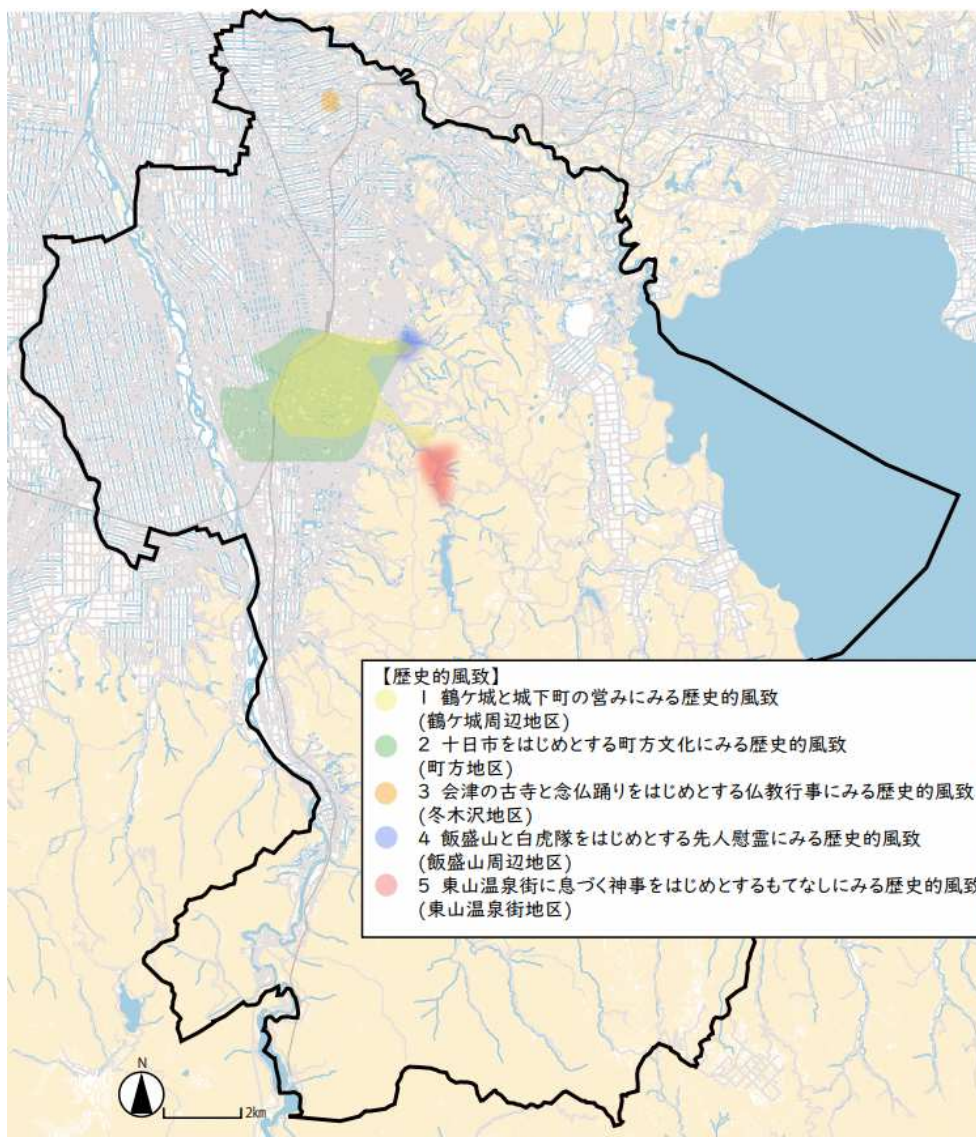 【歴史的風致】
1 鶴ケ城と城下町の営みにみる歴史的風致
(鶴ケ城周辺地区)
2 十日市をはじめとする町方文化にみる歴史的風致
(町方地区)
3 会津の古寺と念仏踊りをはじめとする仏教行事にみる歴史的風致
(冬木沢地区)
4 飯盛山と白虎隊をはじめとする先人慰霊にみる歴史的風致
(飯盛山周辺地区)
5 東山温泉街に息づく神事をはじめとするもてなしにみる歴史的風致
(東山温泉街地区)
N
2km